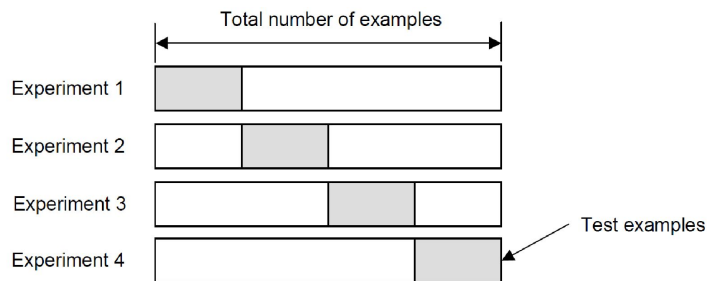 Total number of examples
Experiment 1
Experiment 2
Experiment 3
Test examples
Experiment 4